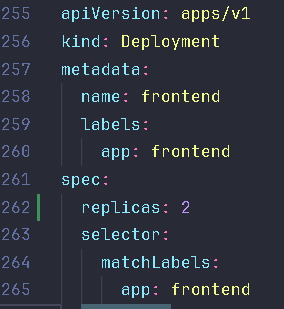 255 apiVersion: apps/v1
256 kind: Deployment
257 metadata:
258   name: frontend
259   labels:
260     app: frontend
261 spec:
262   replicas: 2
263   selector:
264     matchLabels:
265       app: frontend